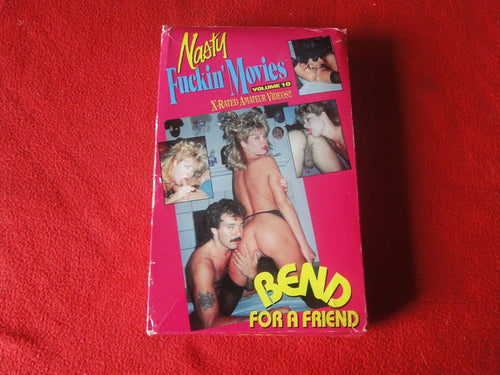 Nasty
Fuckin' Movies
VOLUME 10
X-RATED AMATEUR VIDEOS!!
BEND
FOR A FRIEND